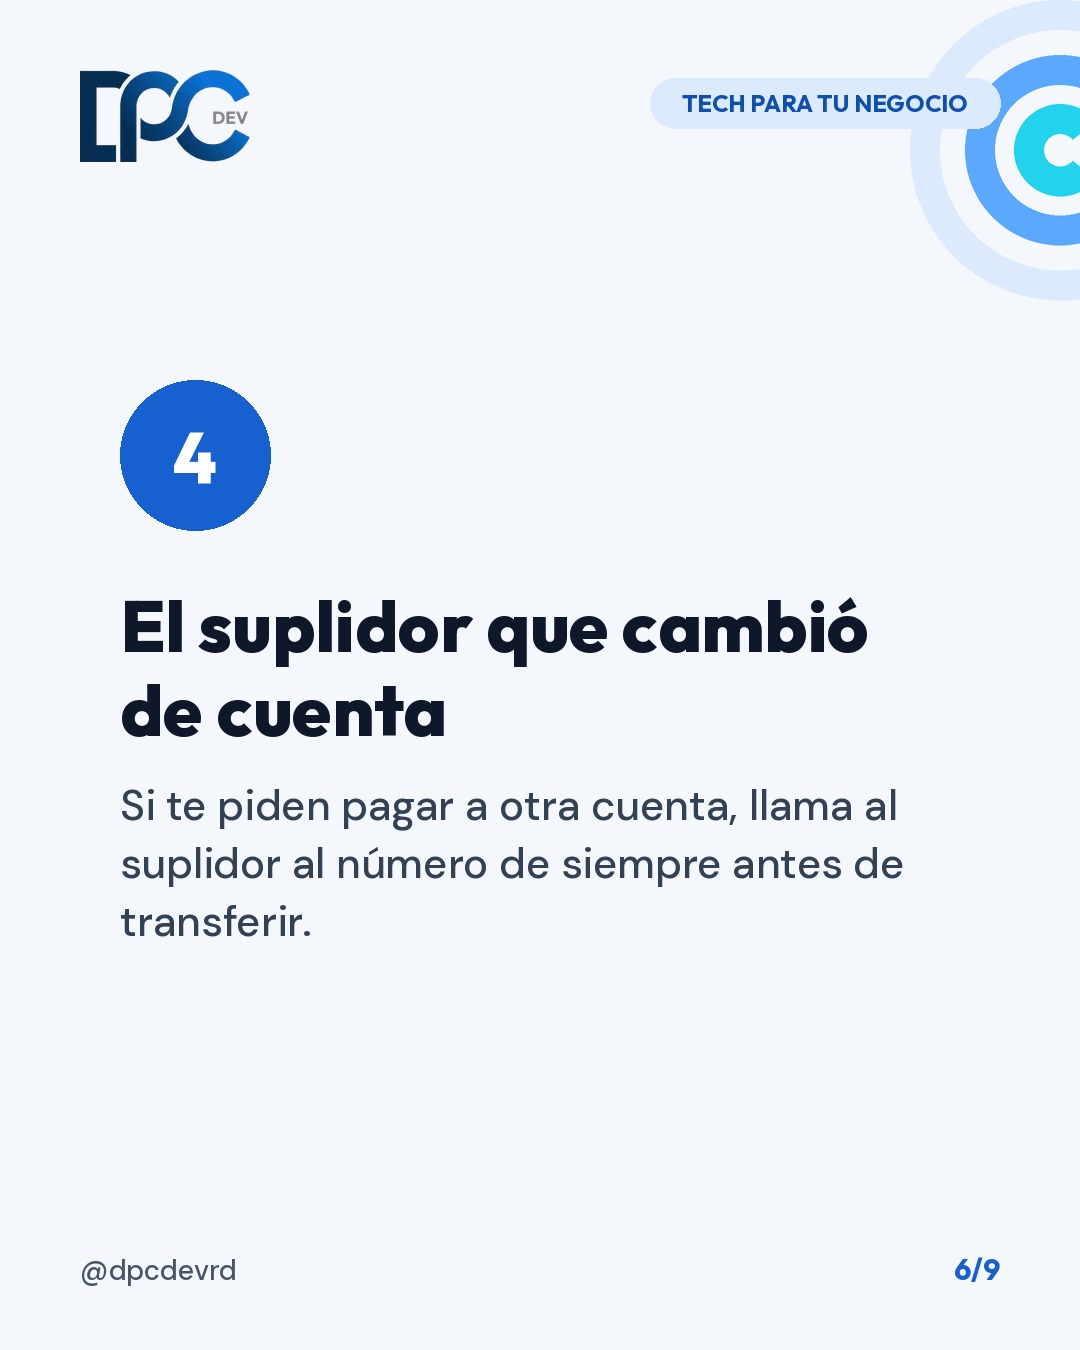 DPC DEV
TECH PARA TU NEGOCIO
4
El suplidor que cambió
de cuenta
Si te piden pagar a otra cuenta, llama al
suplidor al número de siempre antes de
transferir.
@dpcdevrd
6/9